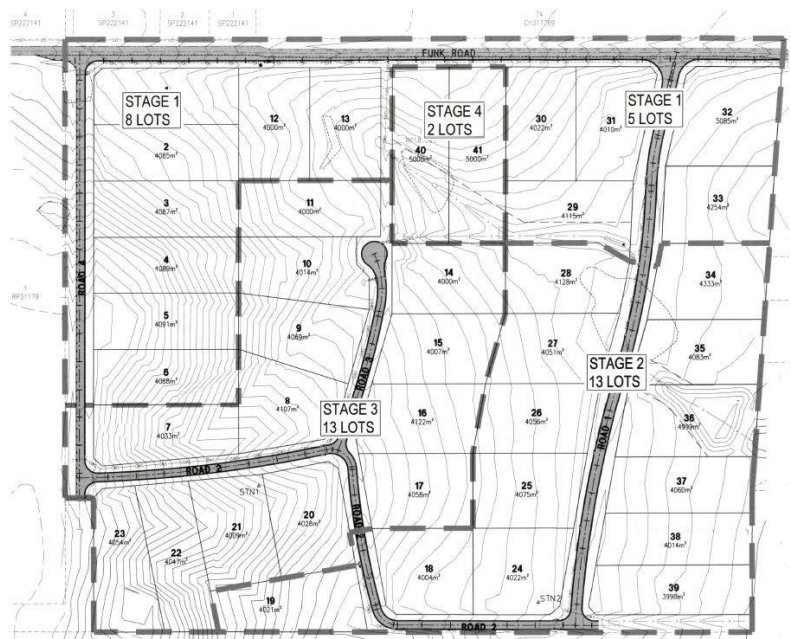 4
SP222141
3
SP222141
2
SP222141
1
SP222141
74
CH311269
FUNK ROAD
STAGE 1
8 LOTS
12
4000m²
13
4000m²
STAGE 4
2 LOTS
30
4022m²
31
4010m²
STAGE 1
5 LOTS
32
5085m²
2
4085m²
40
5000m²
41
5000m²
3
4087m²
11
4000m²
29
4115m²
33
4254m²
4
4089m²
10
4014m²
14
4000m²
28
4128m²
34
4333m²
1
RP31179
ROAD 4
5
4091m²
9
4069m²
15
4007m²
27
4051m²
35
4083m²
6
4088m²
ROAD 3
STAGE 2
13 LOTS
8
4107m²
STAGE 3
13 LOTS
16
4122m²
26
4056m²
ROAD 1
36
4999m²
7
4033m²
ROAD 2
STN1
17
4058m²
25
4075m²
37
4060m²
23
4054m²
22
4047m²
21
4009m²
20
4028m²
ROAD 2
38
4014m²
19
4021m²
18
4004m²
24
4022m²
39
3998m²
STN2
ROAD 2